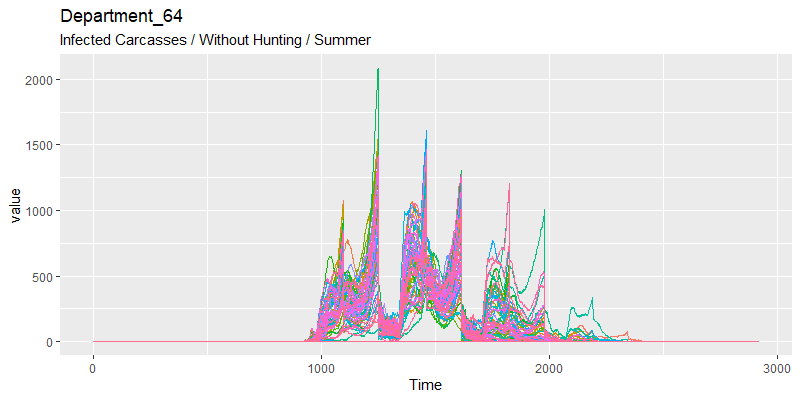 Department_64
Infected Carcasses / Without Hunting / Summer
2000
1500
1000
500
0
value
0 1000 2000 3000
Time